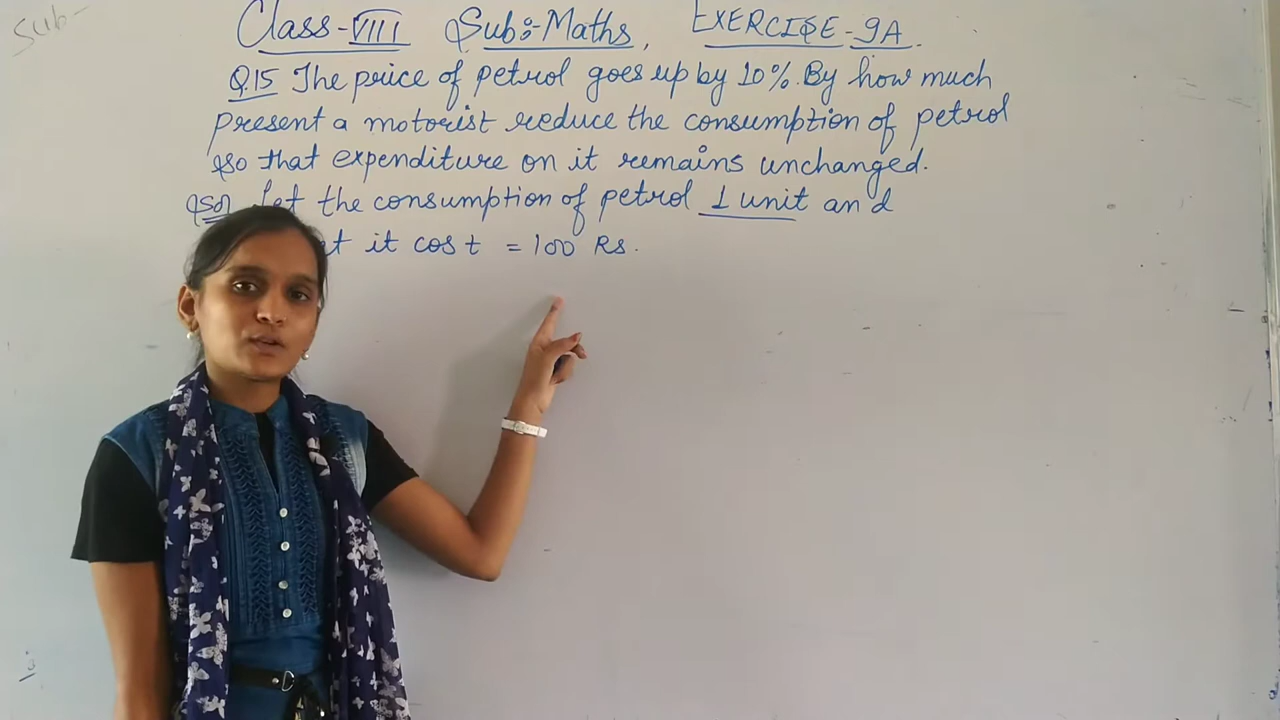 Sub-
Class-VIII Sub:-Maths, EXERCISE-9A.
Q.15 The price of petrol goes up by 10%. By how much
present a motorist reduce the consumption of petrol
so that expenditure on it remains unchanged.
Sol Let the consumption of petrol 1 unit and
it cost = 100 Rs.